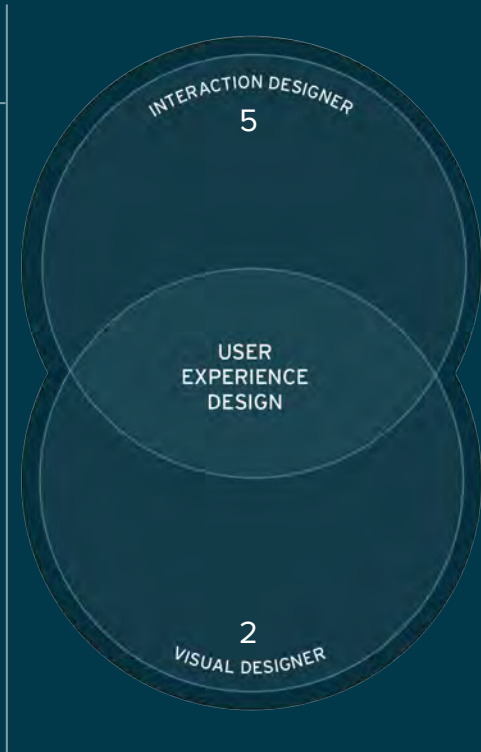 INTERACTION DESIGNER
5
USER
EXPERIENCE
DESIGN
2
VISUAL DESIGNER